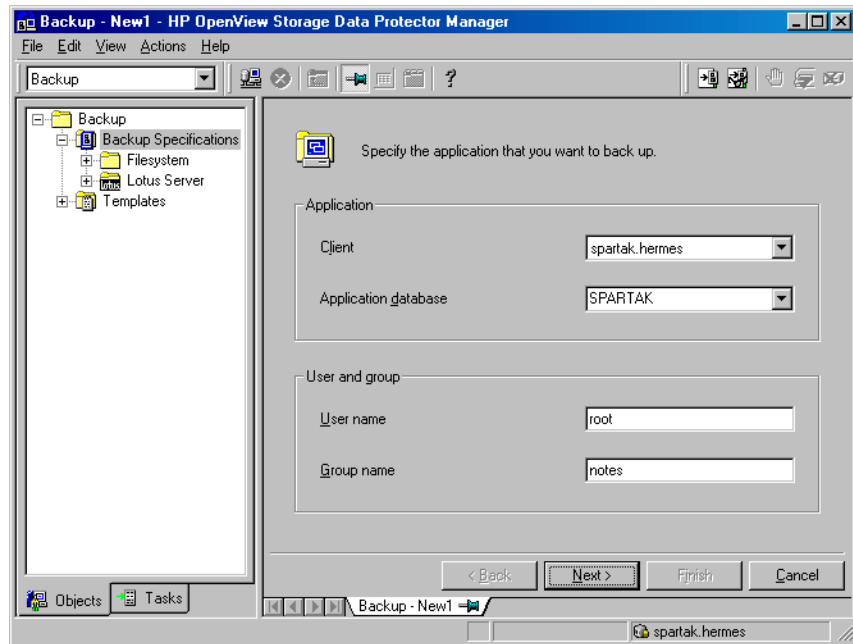 Backup - New1 - HP OpenView Storage Data Protector Manager
File Edit View Actions Help
Backup
Backup
Backup Specifications
Filesystem
Lotus Server
Templates
Specify the application that you want to back up.
Application
Client
spartak.hermes
Application database
SPARTAK
User and group
User name
root
Group name
notes
< Back
Next >
Finish
Cancel
Objects
Tasks
Backup - New1
spartak.hermes